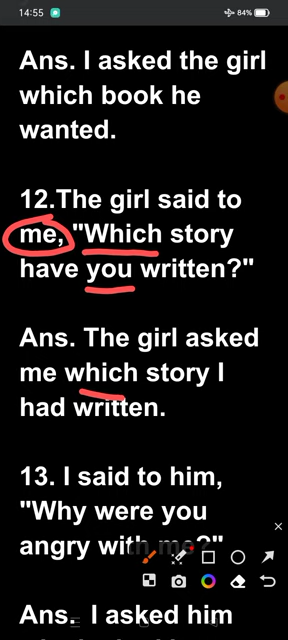 14:55
84%
Ans. I asked the girl
which book he
wanted.
12.The girl said to
me, "Which story
have you written?"
Ans. The girl asked
me which story I
had written.
13. I said to him,
"Why were you
angry with me?"
Ans. I asked him